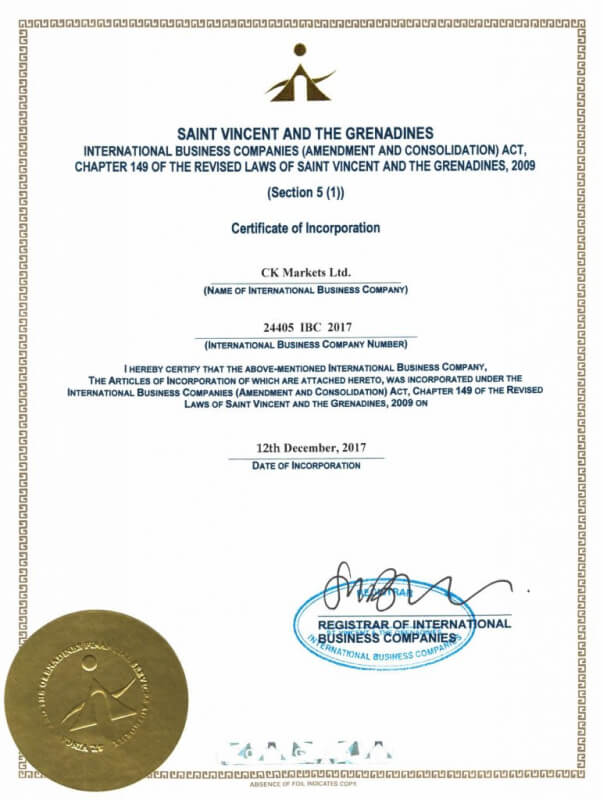 SAINT VINCENT AND THE GRENADINES
INTERNATIONAL BUSINESS COMPANIES (AMENDMENT AND CONSOLIDATION) ACT,
CHAPTER 149 OF THE REVISED LAWS OF SAINT VINCENT AND THE GRENADINES, 2009
(Section 5 (1))
Certificate of Incorporation
CK Markets Ltd.
(NAME OF INTERNATIONAL BUSINESS COMPANY)
24405 IBC 2017
(INTERNATIONAL BUSINESS COMPANY NUMBER)
I HEREBY CERTIFY THAT THE ABOVE-MENTIONED INTERNATIONAL BUSINESS COMPANY,
THE ARTICLES OF INCORPORATION OF WHICH ARE ATTACHED HERETO, WAS INCORPORATED UNDER THE
INTERNATIONAL BUSINESS COMPANIES (AMENDMENT AND CONSOLIDATION) ACT, CHAPTER 149 OF THE REVISED
LAWS OF SAINT VINCENT AND THE GRENADINES, 2009 ON
12th December, 2017
DATE OF INCORPORATION
REGISTRAR
REGISTRAR OF INTERNATIONAL
BUSINESS COMPANIES
INTERNATIONAL BUSINESS COMPANIES
ABSENCE OF FOIL INDICATES COPY